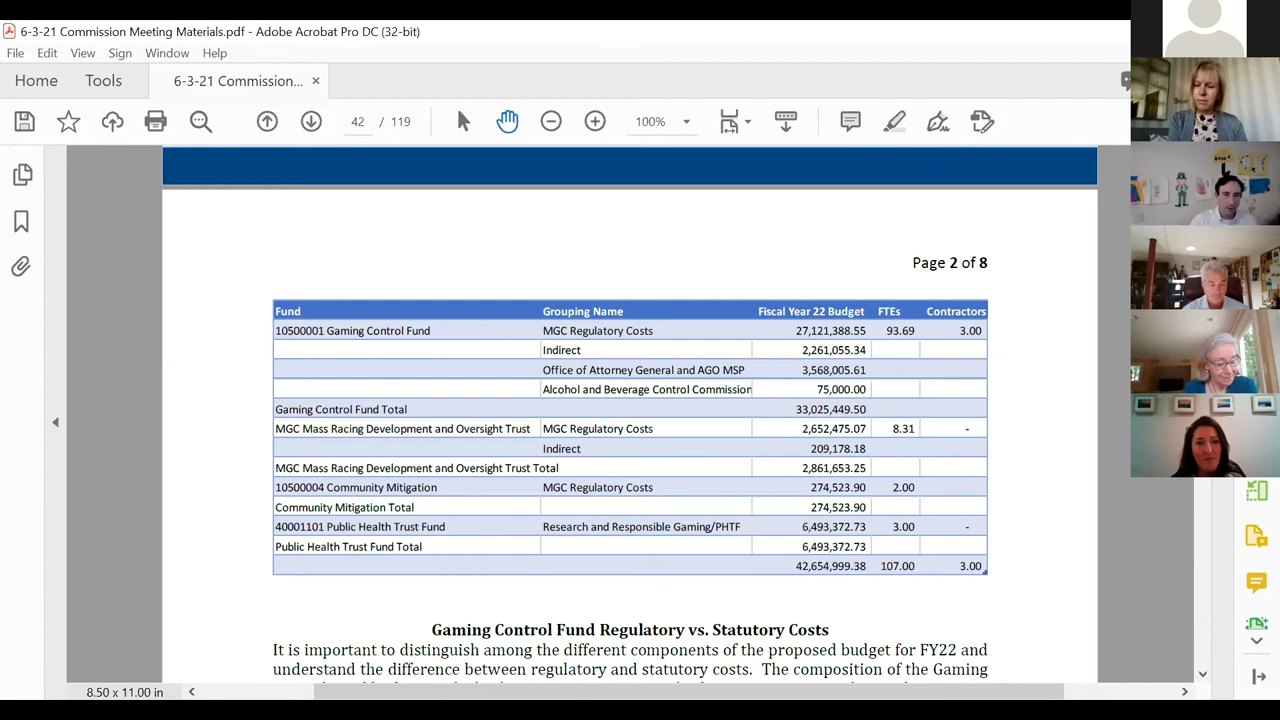 6-3-21 Commission Meeting Materials.pdf - Adobe Acrobat Pro DC (32-bit)
File Edit View Sign Window Help
Home Tools 6-3-21 Commission... ×
42 / 119 100%
Page 2 of 8
Fund Grouping Name Fiscal Year 22 Budget FTEs Contractors
10500001 Gaming Control Fund MGC Regulatory Costs 27,121,388.55 93.69 3.00
Indirect 2,261,055.34
Office of Attorney General and AGO MSP 3,568,005.61
Alcohol and Beverage Control Commission 75,000.00
Gaming Control Fund Total 33,025,449.50
MGC Mass Racing Development and Oversight Trust MGC Regulatory Costs 2,652,475.07 8.31 -
Indirect 209,178.18
MGC Mass Racing Development and Oversight Trust Total 2,861,653.25
10500004 Community Mitigation MGC Regulatory Costs 274,523.90 2.00
Community Mitigation Total 274,523.90
40001101 Public Health Trust Fund Research and Responsible Gaming/PHTF 6,493,372.73 3.00 -
Public Health Trust Fund Total 6,493,372.73
42,654,999.38 107.00 3.00
Gaming Control Fund Regulatory vs. Statutory Costs
It is important to distinguish among the different components of the proposed budget for FY22 and
understand the difference between regulatory and statutory costs. The composition of the Gaming
8.50 x 11.00 in